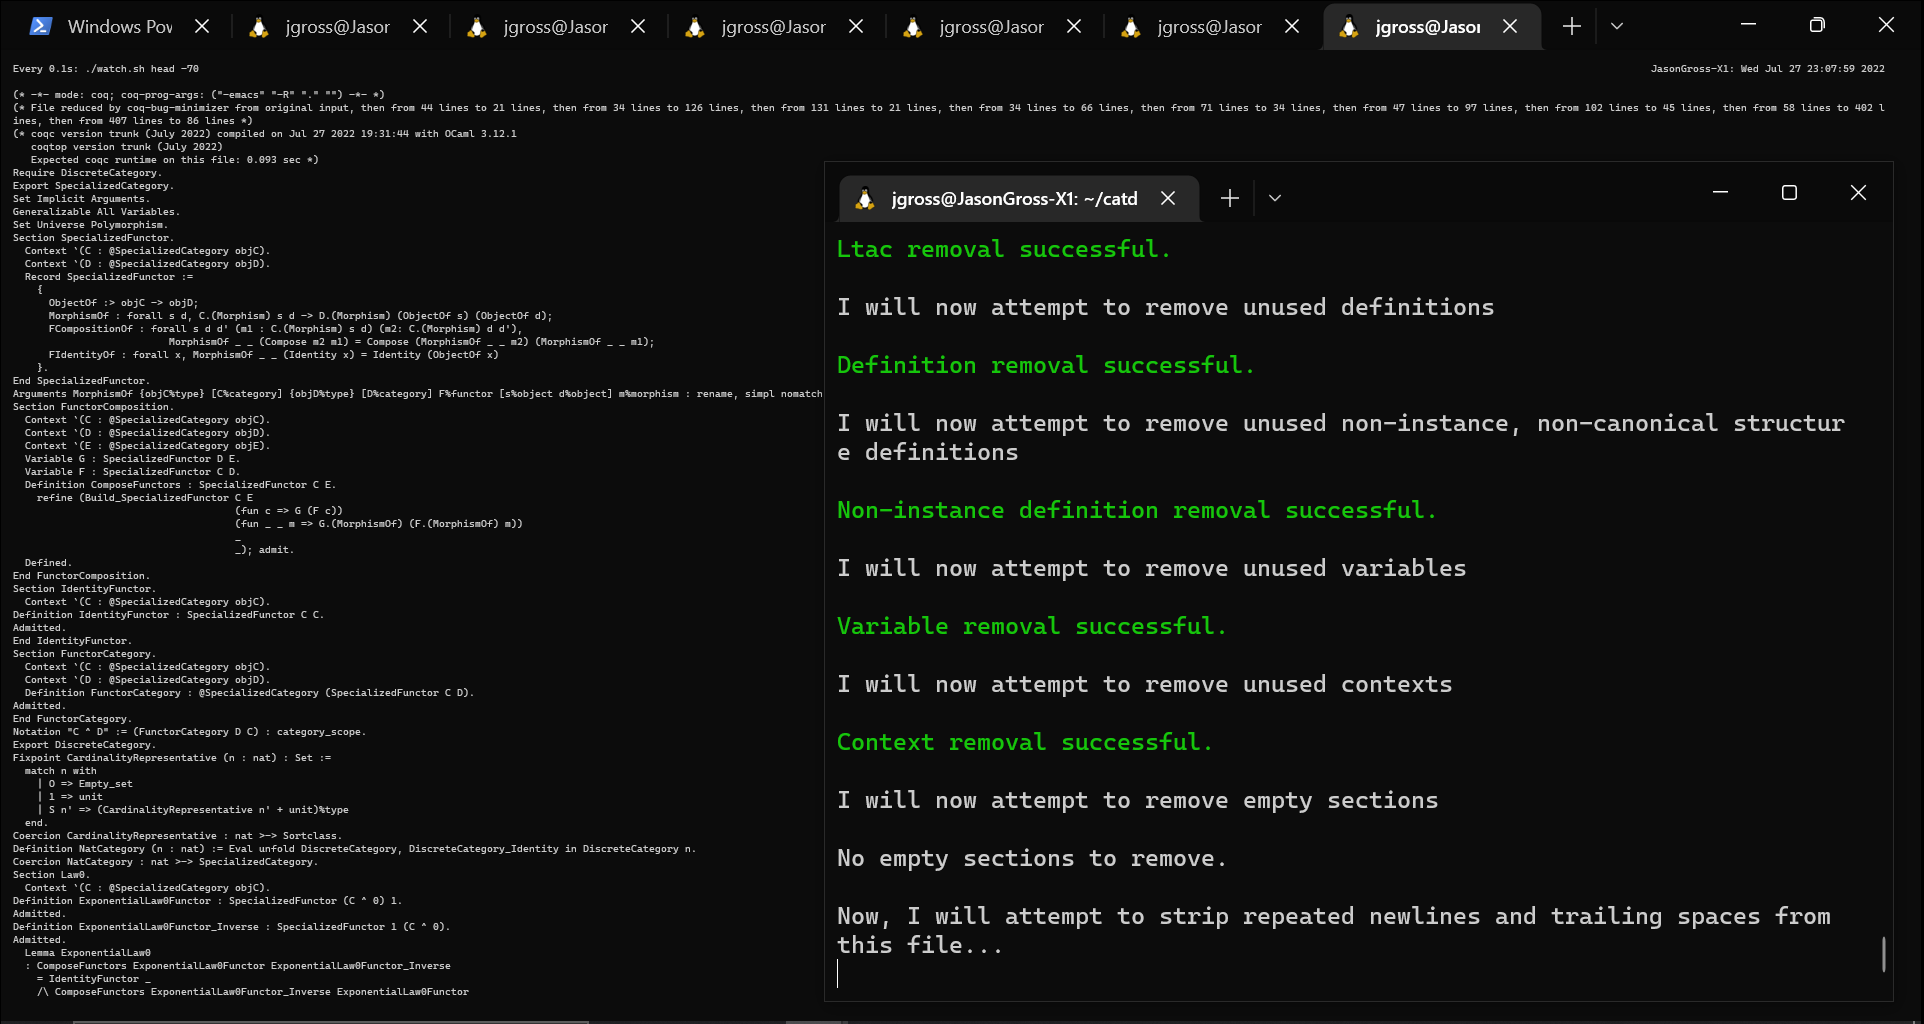 Windows Pow
jgross@Jason
jgross@Jason
jgross@Jason
jgross@Jason
jgross@Jason
jgross@Jason
Every 0.1s: ./watch.sh head -70
JasonGross-X1: Wed Jul 27 23:07:59 2022
(* -*- mode: coq; coq-prog-args: ("-emacs" "-R" "." "") -*- *)
(* File reduced by coq-bug-minimizer from original input, then from 44 lines to 21 lines, then from 34 lines to 126 lines, then from 131 lines to 21 lines, then from 34 lines to 66 lines, then from 71 lines to 34 lines, then from 47 lines to 97 lines, then from 102 lines to 45 lines, then from 58 lines to 402 l
ines, then from 407 lines to 86 lines *)
(* coqc version trunk (July 2022) compiled on Jul 27 2022 19:31:44 with OCaml 3.12.1
   coqtop version trunk (July 2022)
   Expected coqc runtime on this file: 0.093 sec *)
Require DiscreteCategory.
Export SpecializedCategory.
Set Implicit Arguments.
Generalizable All Variables.
Set Universe Polymorphism.
Section SpecializedFunctor.
  Context `(C : @SpecializedCategory objC).
  Context `(D : @SpecializedCategory objD).
  Record SpecializedFunctor :=
    {
      ObjectOf :> objC -> objD;
      MorphismOf : forall s d, C.(Morphism) s d -> D.(Morphism) (ObjectOf s) (ObjectOf d);
      FCompositionOf : forall s d d' (m1 : C.(Morphism) s d) (m2: C.(Morphism) d d'),
                          MorphismOf _ _ (Compose m2 m1) = Compose (MorphismOf _ _ m2) (MorphismOf _ _ m1);
      FIdentityOf : forall x, MorphismOf _ _ (Identity x) = Identity (ObjectOf x)
    }.
End SpecializedFunctor.
Arguments MorphismOf {objC%type} [C%category] {objD%type} [D%category] F%functor [s%object d%object] m%morphism : rename, simpl nomatch
Section FunctorComposition.
  Context `(C : @SpecializedCategory objC).
  Context `(D : @SpecializedCategory objD).
  Context `(E : @SpecializedCategory objE).
  Variable G : SpecializedFunctor D E.
  Variable F : SpecializedFunctor C D.
  Definition ComposeFunctors : SpecializedFunctor C E.
    refine (Build_SpecializedFunctor C E
                                     (fun c => G (F c))
                                     (fun _ _ m => G.(MorphismOf) (F.(MorphismOf) m))
                                     _
                                     _); admit.
  Defined.
End FunctorComposition.
Section IdentityFunctor.
  Context `(C : @SpecializedCategory objC).
Definition IdentityFunctor : SpecializedFunctor C C.
Admitted.
End IdentityFunctor.
Section FunctorCategory.
  Context `(C : @SpecializedCategory objC).
  Context `(D : @SpecializedCategory objD).
  Definition FunctorCategory : @SpecializedCategory (SpecializedFunctor C D).
Admitted.
End FunctorCategory.
Notation "C ^ D" := (FunctorCategory D C) : category_scope.
Export DiscreteCategory.
Fixpoint CardinalityRepresentative (n : nat) : Set :=
  match n with
    | O => Empty_set
    | 1 => unit
    | S n' => (CardinalityRepresentative n' + unit)%type
  end.
Coercion CardinalityRepresentative : nat >-> Sortclass.
Definition NatCategory (n : nat) := Eval unfold DiscreteCategory, DiscreteCategory_Identity in DiscreteCategory n.
Coercion NatCategory : nat >-> SpecializedCategory.
Section Law0.
  Context `(C : @SpecializedCategory objC).
Definition ExponentialLaw0Functor : SpecializedFunctor (C ^ 0) 1.
Admitted.
Definition ExponentialLaw0Functor_Inverse : SpecializedFunctor 1 (C ^ 0).
Admitted.
  Lemma ExponentialLaw0
  : ComposeFunctors ExponentialLaw0Functor ExponentialLaw0Functor_Inverse
    = IdentityFunctor _
    /\ ComposeFunctors ExponentialLaw0Functor_Inverse ExponentialLaw0Functor
jgross@JasonGross-X1: ~/catd
Ltac removal successful.
I will now attempt to remove unused definitions
Definition removal successful.
I will now attempt to remove unused non-instance, non-canonical structur
e definitions
Non-instance definition removal successful.
I will now attempt to remove unused variables
Variable removal successful.
I will now attempt to remove unused contexts
Context removal successful.
I will now attempt to remove empty sections
No empty sections to remove.
Now, I will attempt to strip repeated newlines and trailing spaces from
this file...